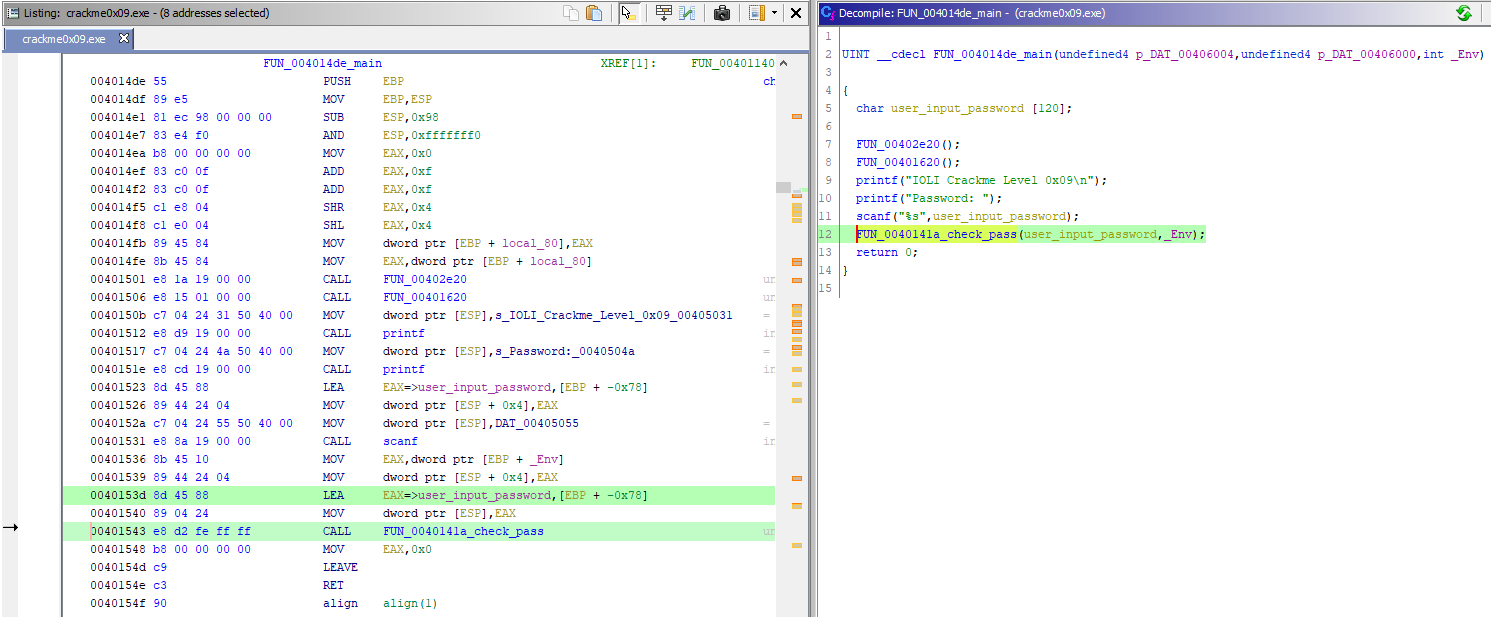 Listing: crackme0x09.exe - (8 addresses selected)
crackme0x09.exe
FUN_004014de_main XREF[1]: FUN_00401140
004014de 55 PUSH EBP ch
004014df 89 e5 MOV EBP,ESP
004014e1 81 ec 98 00 00 00 SUB ESP,0x98
004014e7 83 e4 f0 AND ESP,0xfffffff0
004014ea b8 00 00 00 00 MOV EAX,0x0
004014ef 83 c0 0f ADD EAX,0xf
004014f2 83 c0 0f ADD EAX,0xf
004014f5 c1 e8 04 SHR EAX,0x4
004014f8 c1 e0 04 SHL EAX,0x4
004014fb 89 45 84 MOV dword ptr [EBP + local_80],EAX
004014fe 8b 45 84 MOV EAX,dword ptr [EBP + local_80]
00401501 e8 1a 19 00 00 CALL FUN_00402e20 un
00401506 e8 15 01 00 00 CALL FUN_00401620 un
0040150b c7 04 24 31 50 40 00 MOV dword ptr [ESP],s_IOLI_Crackme_Level_0x09_00405031 =
00401512 e8 d9 19 00 00 CALL printf in
00401517 c7 04 24 4a 50 40 00 MOV dword ptr [ESP],s_Password:_0040504a =
0040151e e8 cd 19 00 00 CALL printf in
00401523 8d 45 88 LEA EAX=>user_input_password,[EBP + -0x78]
00401526 89 44 24 04 MOV dword ptr [ESP + 0x4],EAX
0040152a c7 04 24 55 50 40 00 MOV dword ptr [ESP],DAT_00405055 =
00401531 e8 8a 19 00 00 CALL scanf in
00401536 8b 45 10 MOV EAX,dword ptr [EBP + _Env]
00401539 89 44 24 04 MOV dword ptr [ESP + 0x4],EAX
0040153d 8d 45 88 LEA EAX=>user_input_password,[EBP + -0x78]
00401540 89 04 24 MOV dword ptr [ESP],EAX
00401543 e8 d2 fe ff ff CALL FUN_0040141a_check_pass un
00401548 b8 00 00 00 00 MOV EAX,0x0
0040154d c9 LEAVE
0040154e c3 RET
0040154f 90 align align(1)
Decompile: FUN_004014de_main - (crackme0x09.exe)
1
2 UINT __cdecl FUN_004014de_main(undefined4 p_DAT_00406004,undefined4 p_DAT_00406000,int _Env)
3
4 {
5 char user_input_password [120];
6
7 FUN_00402e20();
8 FUN_00401620();
9 printf("IOLI Crackme Level 0x09\n");
10 printf("Password: ");
11 scanf("%s",user_input_password);
12 FUN_0040141a_check_pass(user_input_password,_Env);
13 return 0;
14 }
15